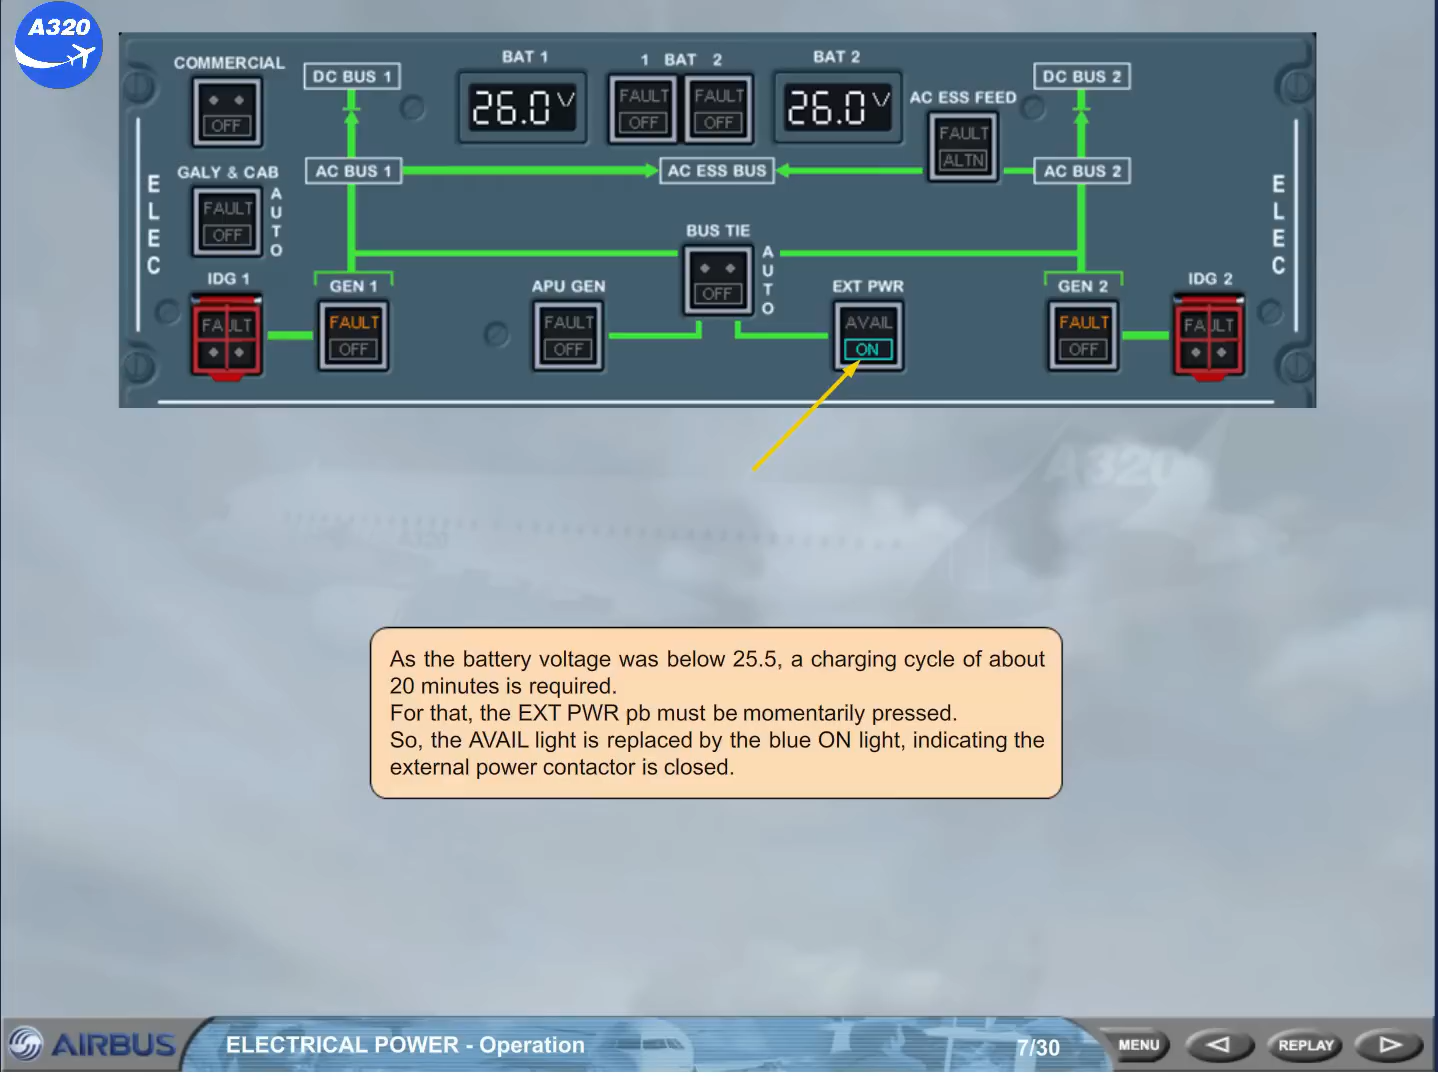 A320
COMMERCIAL
OFF
DC BUS 1
BAT 1
26.0V
1 BAT 2
FAULT
OFF
FAULT
OFF
BAT 2
26.0V
AC ESS FEED
FAULT
ALTN
DC BUS 2
ELEC
GALY & CAB
FAULT
OFF
AUTO
AC BUS 1
AC ESS BUS
AC BUS 2
ELEC
BUS TIE
OFF
AUTO
IDG 1
FAULT
GEN 1
FAULT
OFF
APU GEN
FAULT
OFF
EXT PWR
AVAIL
ON
GEN 2
FAULT
OFF
IDG 2
FAULT
A320
As the battery voltage was below 25.5, a charging cycle of about
20 minutes is required.
For that, the EXT PWR pb must be momentarily pressed.
So, the AVAIL light is replaced by the blue ON light, indicating the
external power contactor is closed.
AIRBUS
ELECTRICAL POWER - Operation
7/30
MENU
REPLAY